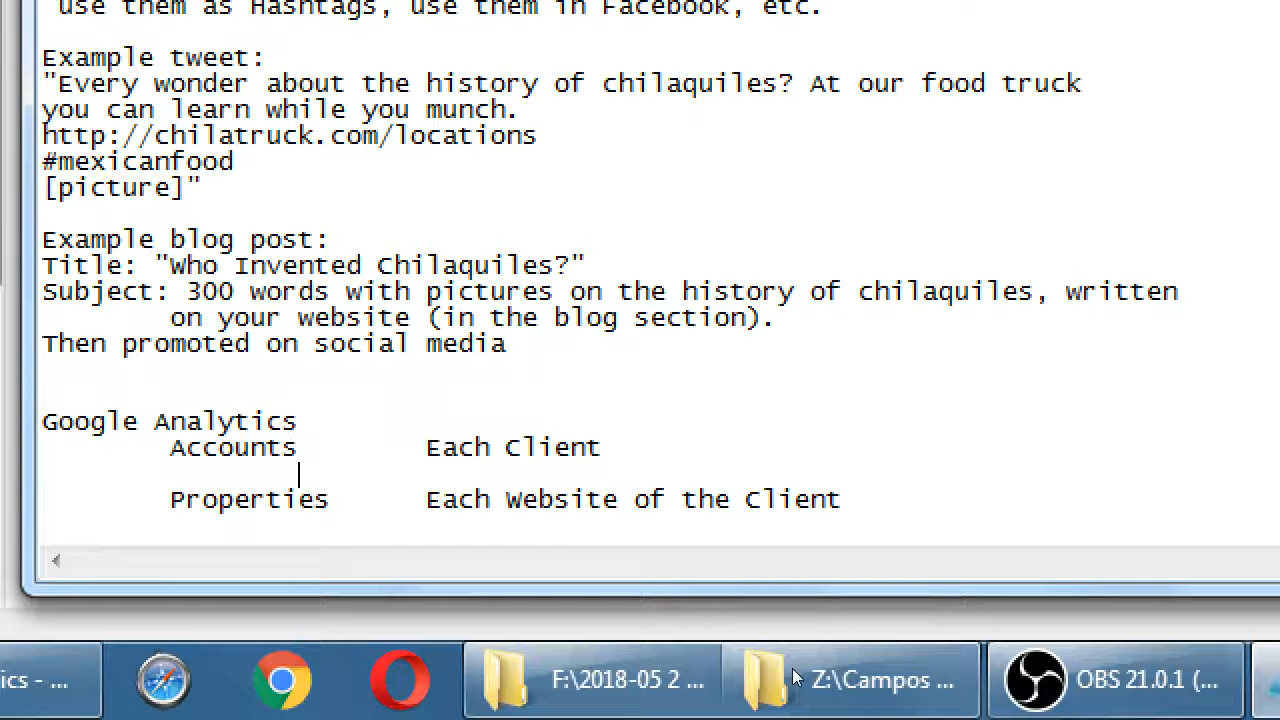 use them as Hashtags, use them in Facebook, etc.
Example tweet:
"Every wonder about the history of chilaquiles? At our food truck
you can learn while you munch.
http://chilatruck.com/locations
#mexicanfood
[picture]"
Example blog post:
Title: "Who Invented Chilaquiles?"
Subject: 300 words with pictures on the history of chilaquiles, written
on your website (in the blog section).
Then promoted on social media
Google Analytics
Accounts Each Client
Properties Each Website of the Client
ics - ... F:\2018-05 2 ... Z:\Campos ... OBS 21.0.1 (...